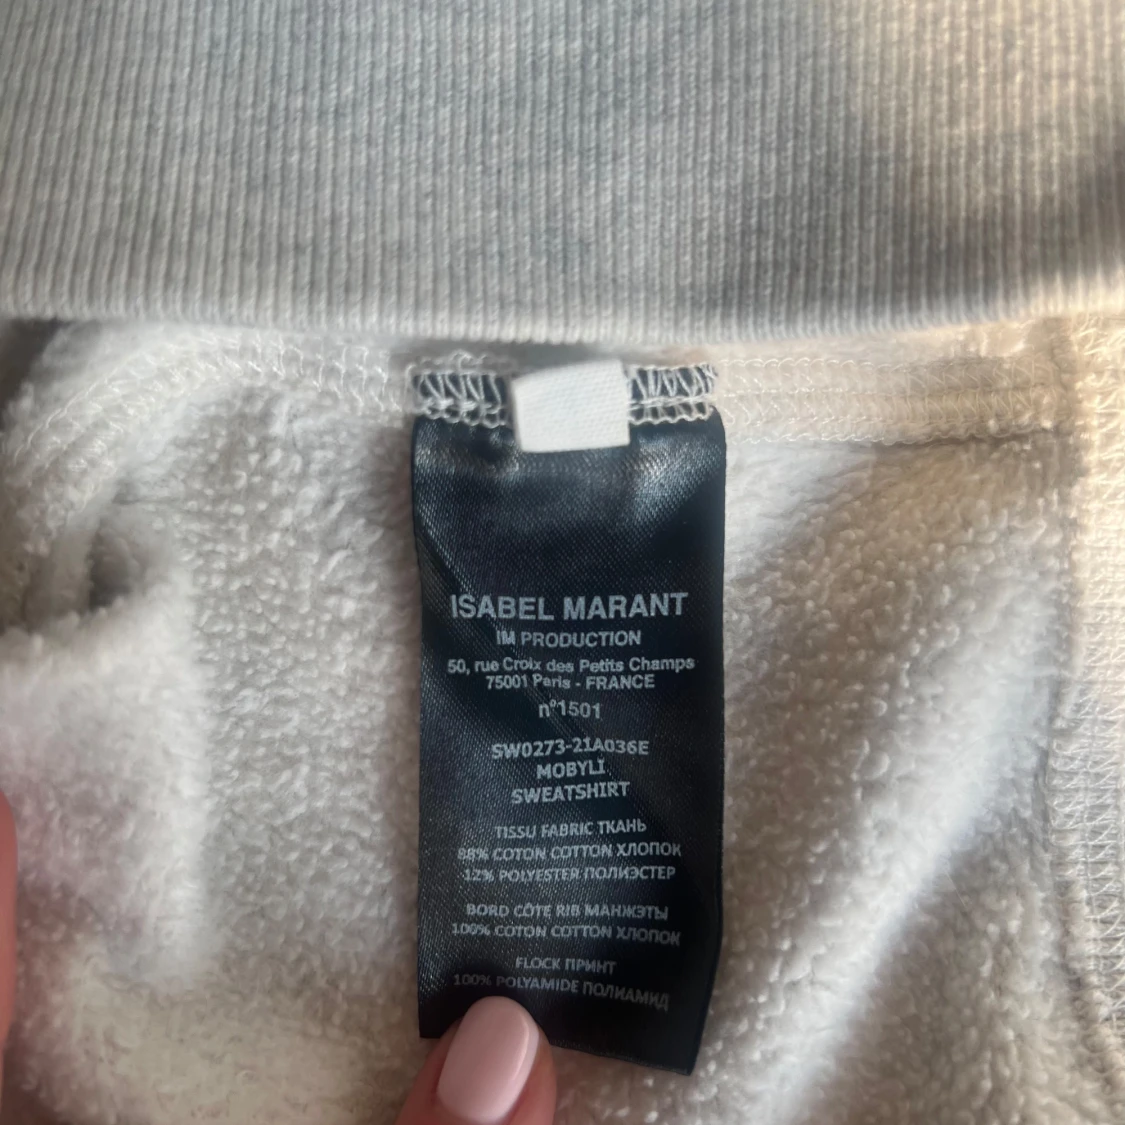 ISABEL MARANT
IM PRODUCTION
50, rue Croix des Petits Champs
75001 Paris - FRANCE
n°1501
SW0273-21A036E
MOBYLI
SWEATSHIRT
TISSU FABRIC ТКАНЬ
88% COTON COTTON ХЛОПОК
12% POLYESTER ПОЛИЭСТЕР
BORD CÔTE RIB МАНЖЭТЫ
100% COTON COTTON ХЛОПОК
FLOCK ПРИНТ
100% POLYAMIDE ПОЛИАМИД